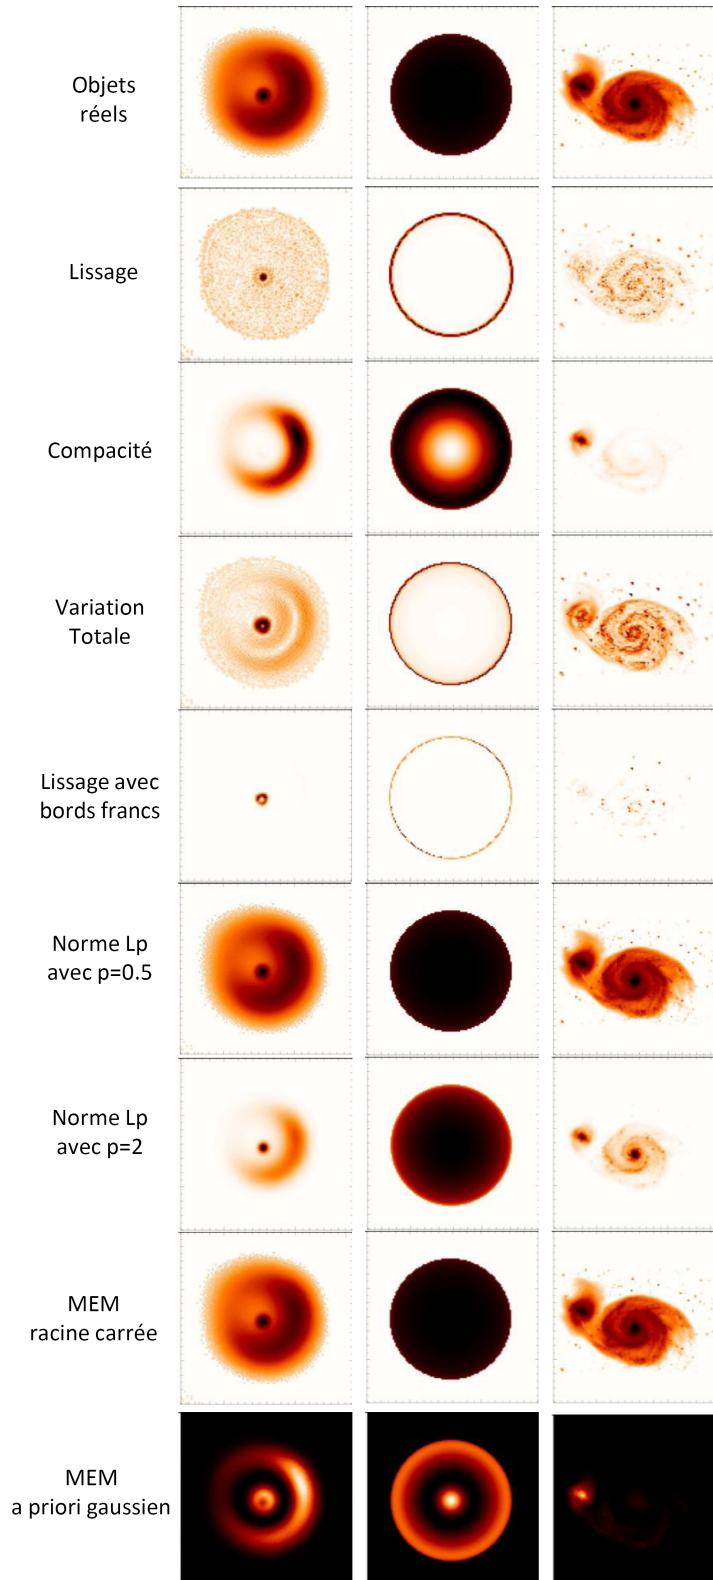 Objets
réels
Lissage
Compacité
Variation
Totale
Lissage avec
bords francs
Norme Lp
avec p=0.5
Norme Lp
avec p=2
MEM
racine carrée
MEM
a priori gaussien